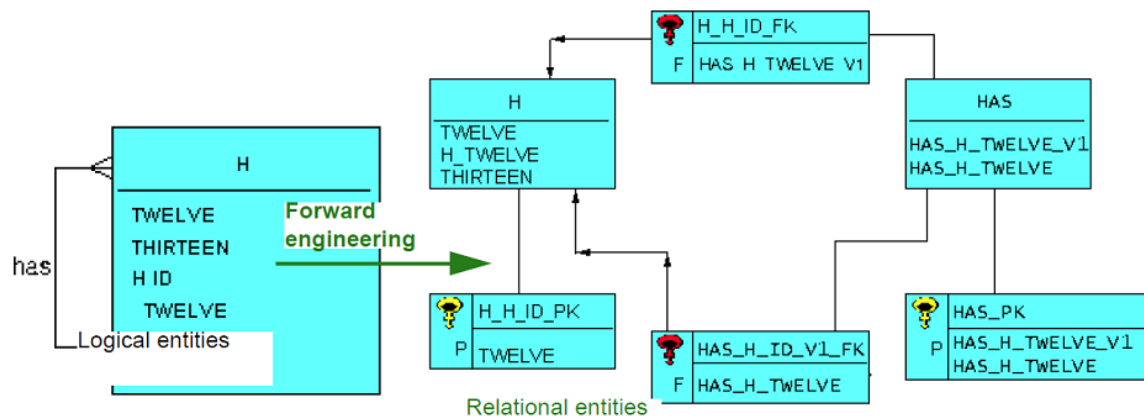 H
TWELVE
THIRTEEN
H ID
TWELVE
has
Logical entities
Forward
engineering
H
TWELVE
H_TWELVE
THIRTEEN
H_H_ID_FK
F HAS H TWELVE V1
HAS
HAS_H_TWELVE_V1
HAS_H_TWELVE
H_H_ID_PK
P TWELVE
HAS_H_ID_V1_FK
F HAS_H_TWELVE
HAS_PK
P HAS_H_TWELVE_V1
HAS_H_TWELVE
Relational entities